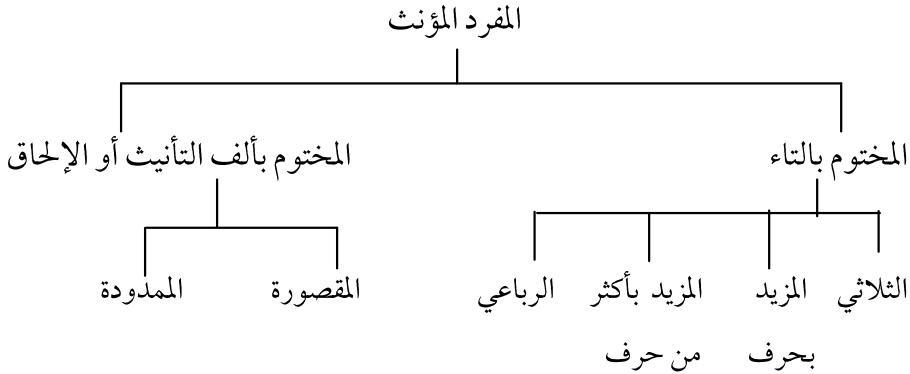 المفرد المؤنث
المختوم بالتاء
المختوم بألف التأنيث أو الإلحاق
الثلاثي
المزيد
بحرف
المزيد بأكثر
من حرف
الرباعي
المقصورة
الممدودة